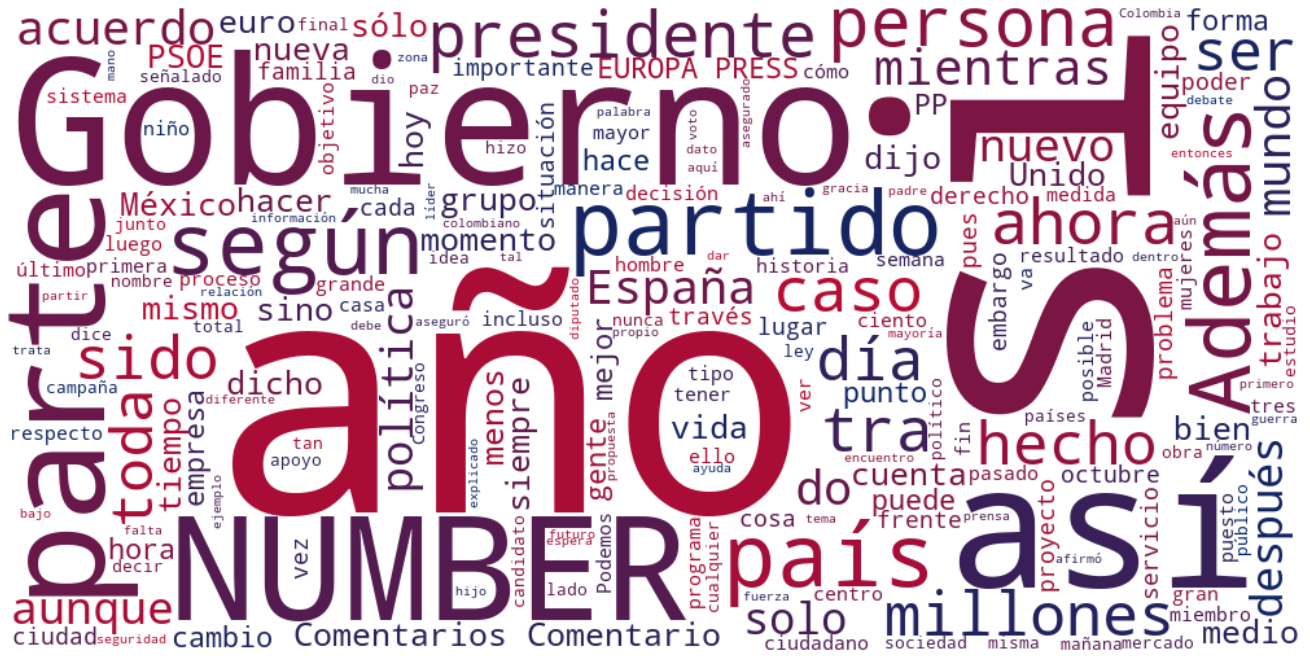 Gobierno
año
NUMBER
ST
así
parte
partido
según
país
presidente
persona
acuerdo
euro
final
sólo
PSOE
nueva
señalado
familia
sistema
niño
mano
objetivo
hoy
paz
zona
dio
importante
EUROPA PRESS
cómo
mientras
PP
dijo
nuevo
Unido
Colombia
forma
ser
equipo
poder
debate
mundo
entonces
Además
palabra
voto
mayor
dato
aquí
asegurado
hizo
hace
situación
manera
decisión
gracia
padre
derecho
medida
ahí
México
hacer
mucha
cada
líder
grupo
información
colombiano
junto
luego
momento
idea
tal
dar
último
primera
nombre
proceso
grande
partir
relación
casa
hombre
historia
semana
España
caso
ahora
pues
aún
va
resultado
dentro
embargo
mujeres
trabajo
estudio
mismo
sino
total
debe
política
aseguró
incluso
diputado
nunca
propio
través
lugar
ley
ciento
mayoría
problema
posible
Madrid
dice
trata
sido
campaña
dicho
diferente
congreso
menos
siempre
mejor
tipo
tener
ver
día
punto
países
primero
tres
guerra
respecto
toda
tiempo
empresa
tan
apoyo
vida
ello
ayuda
gente
propuesta
explicado
tra
político
fin
encuentro
hecho
bien
número
obra
bajo
ejemplo
do
cuenta
puede
pasado
octubre
después
falta
hora
decir
vez
candidato
futuro
espera
Podemos
programa
cualquier
cosa
tema
frente
prensa
proyecto
afirmó
servicio
puesto
público
aunque
hijo
lado
fuerza
centro
millones
gran
miembro
ciudad
seguridad
cambio
Comentarios Comentario
solo
ciudadano
sociedad
misma
mañana
mercado
medio